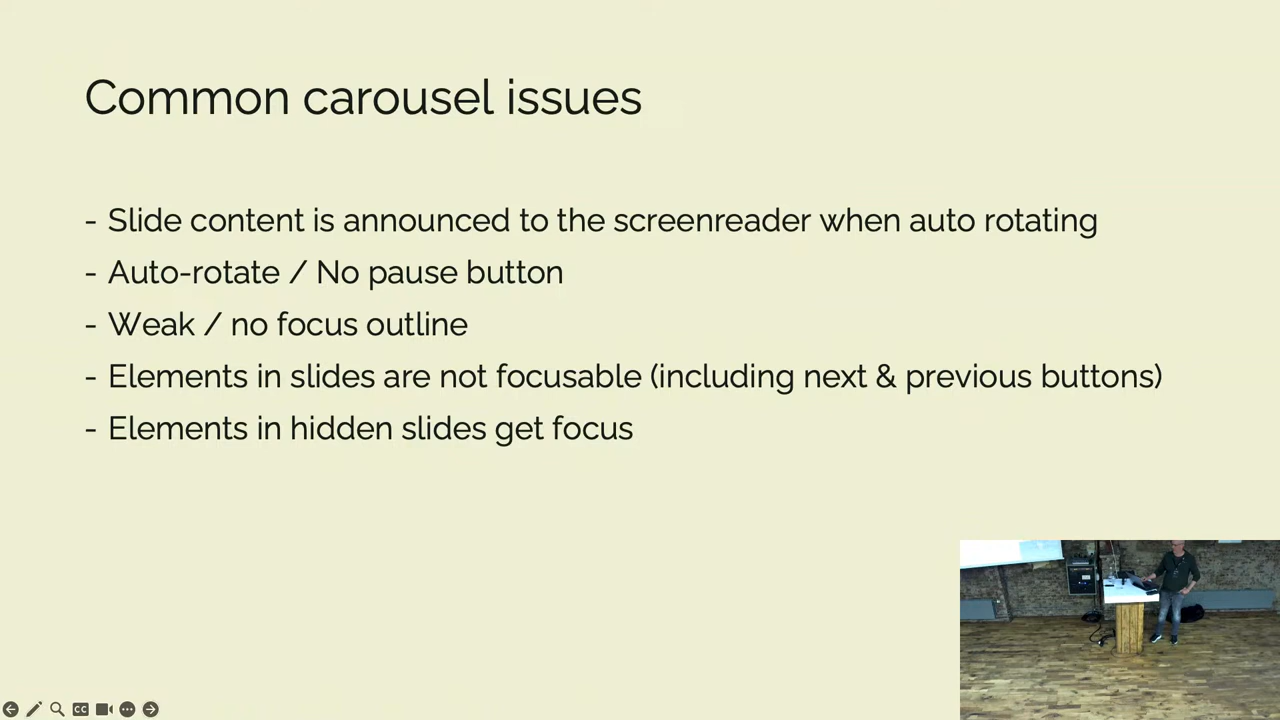 Common carousel issues
- Slide content is announced to the screenreader when auto rotating
- Auto-rotate / No pause button
- Weak / no focus outline
- Elements in slides are not focusable (including next & previous buttons)
- Elements in hidden slides get focus
CC